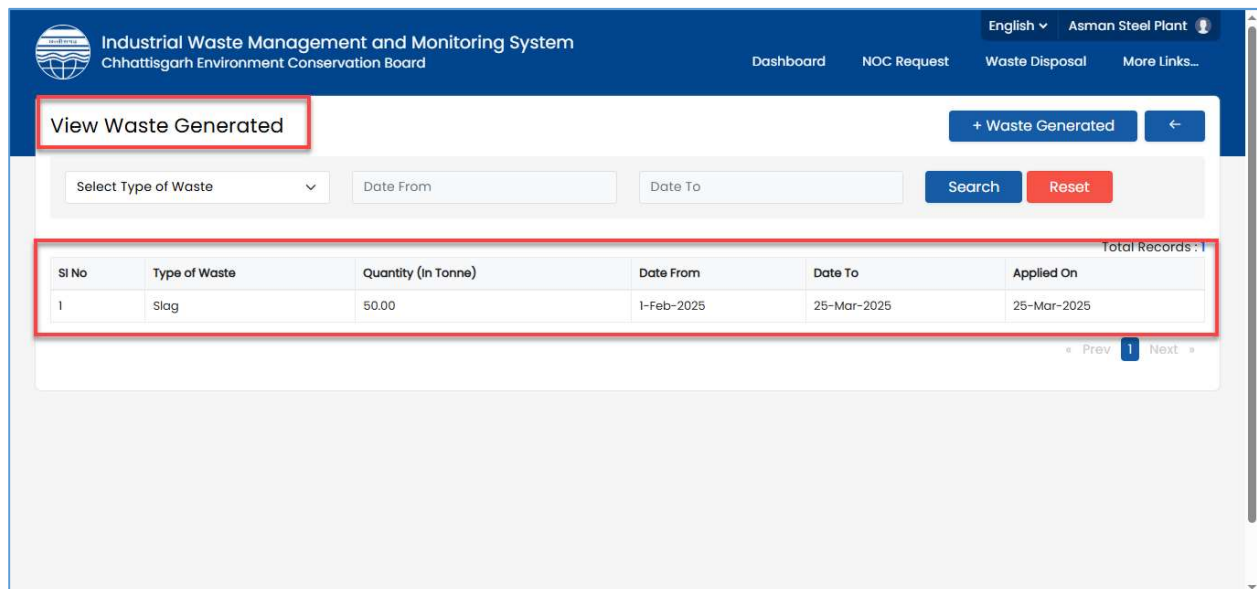 English Asman Steel Plant
Industrial Waste Management and Monitoring System
Chhattisgarh Environment Conservation Board
Dashboard NOC Request Waste Disposal More Links...
View Waste Generated
+ Waste Generated ←
Select Type of Waste Date From Date To Search Reset
Total Records : 1
Sl No Type of Waste Quantity (In Tonne) Date From Date To Applied On
1 Slag 50.00 1-Feb-2025 25-Mar-2025 25-Mar-2025
« Prev 1 Next »